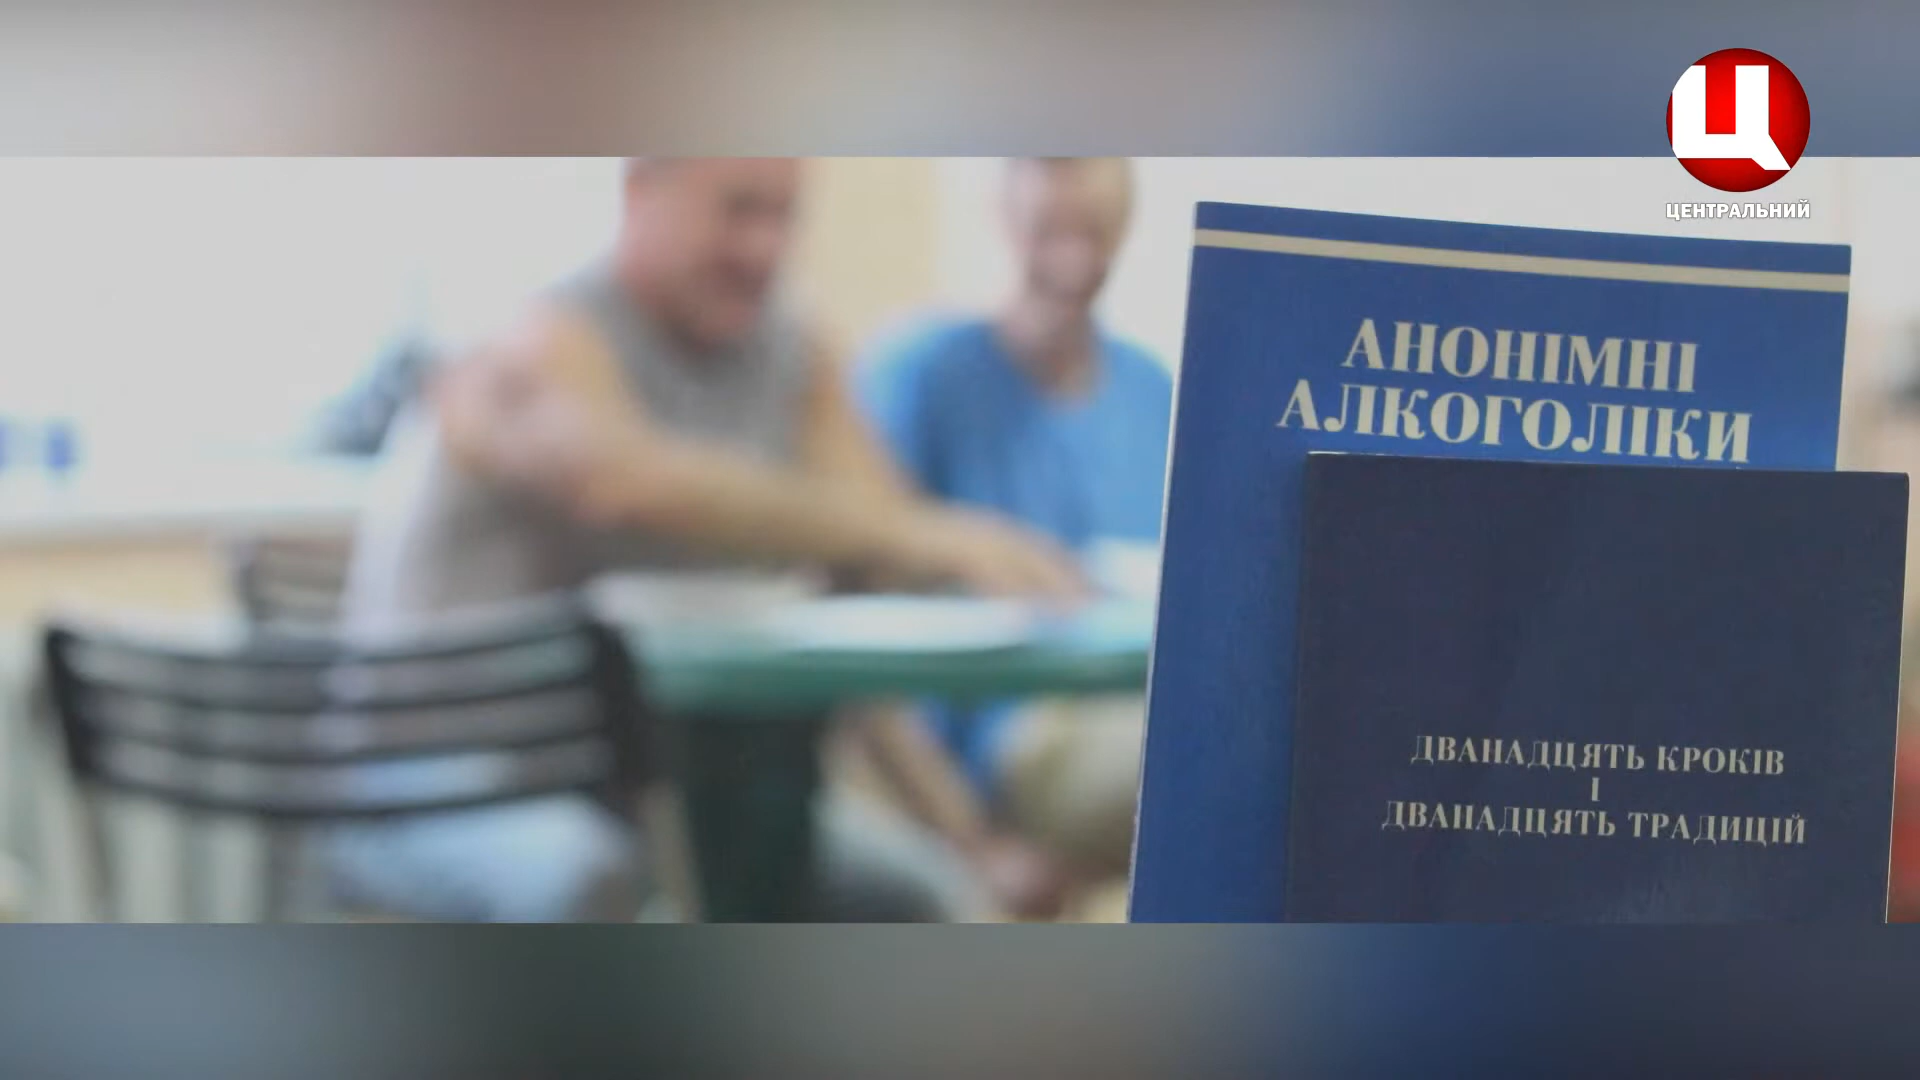 Ц
ЦЕНТРАЛЬНИЙ
АНОНІМНІ
АЛКОГОЛІКИ
ДВАНАДЦЯТЬ КРОКІВ
І
ДВАНАДЦЯТЬ ТРАДИЦІЙ